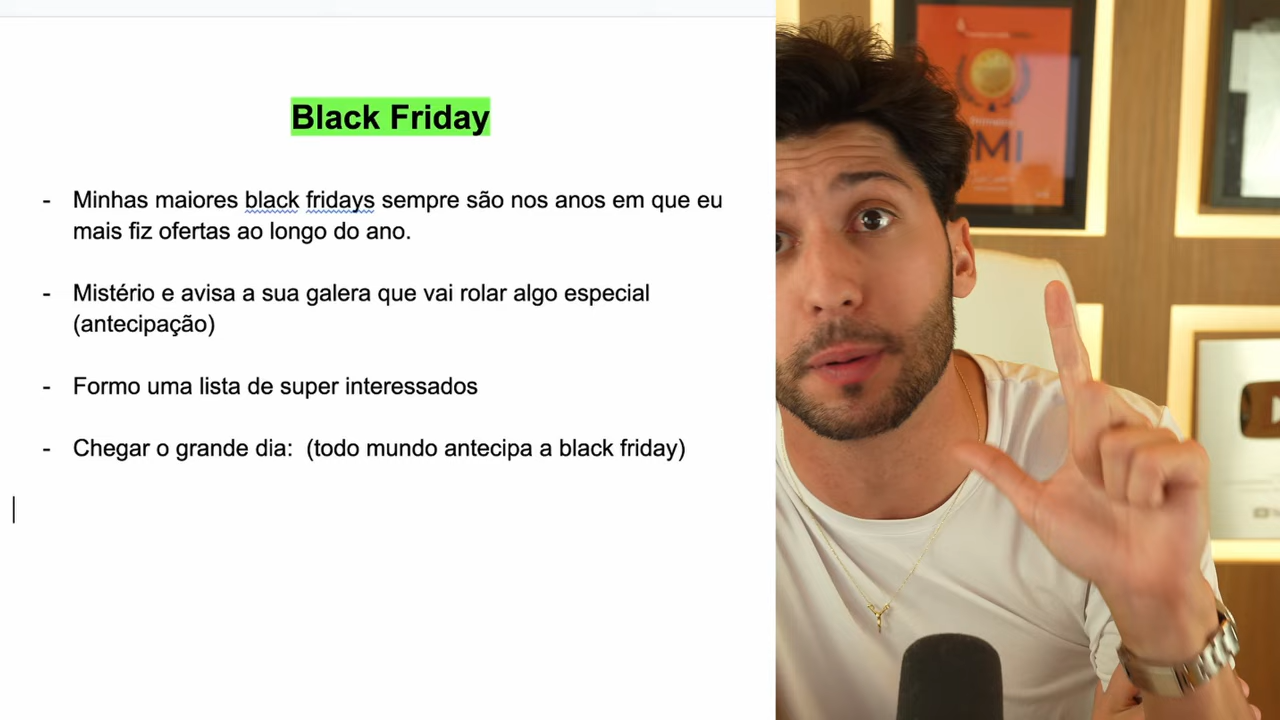 Black Friday
- Minhas maiores black fridays sempre são nos anos em que eu
mais fiz ofertas ao longo do ano.
- Mistério e avisa a sua galera que vai rolar algo especial
(antecipação)
- Formo uma lista de super interessados
- Chegar o grande dia:  (todo mundo antecipa a black friday)
MI